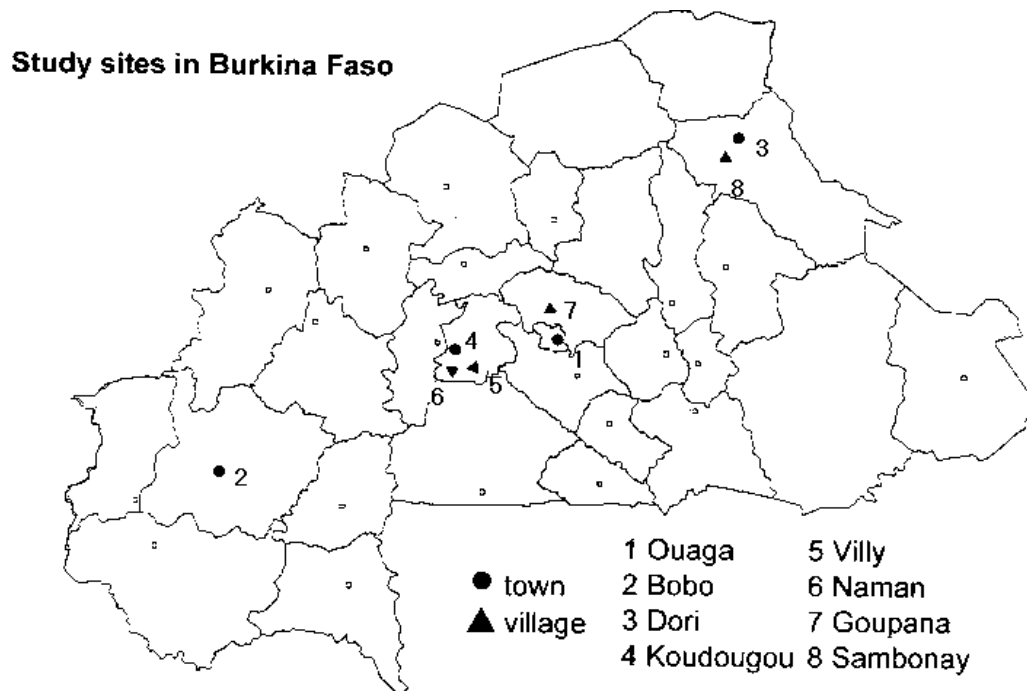 Study sites in Burkina Faso
3
8
7
4
1
5
6
2
town
village
1 Ouaga
2 Bobo
3 Dori
4 Koudougou
5 Villy
6 Naman
7 Goupana
8 Sambonay